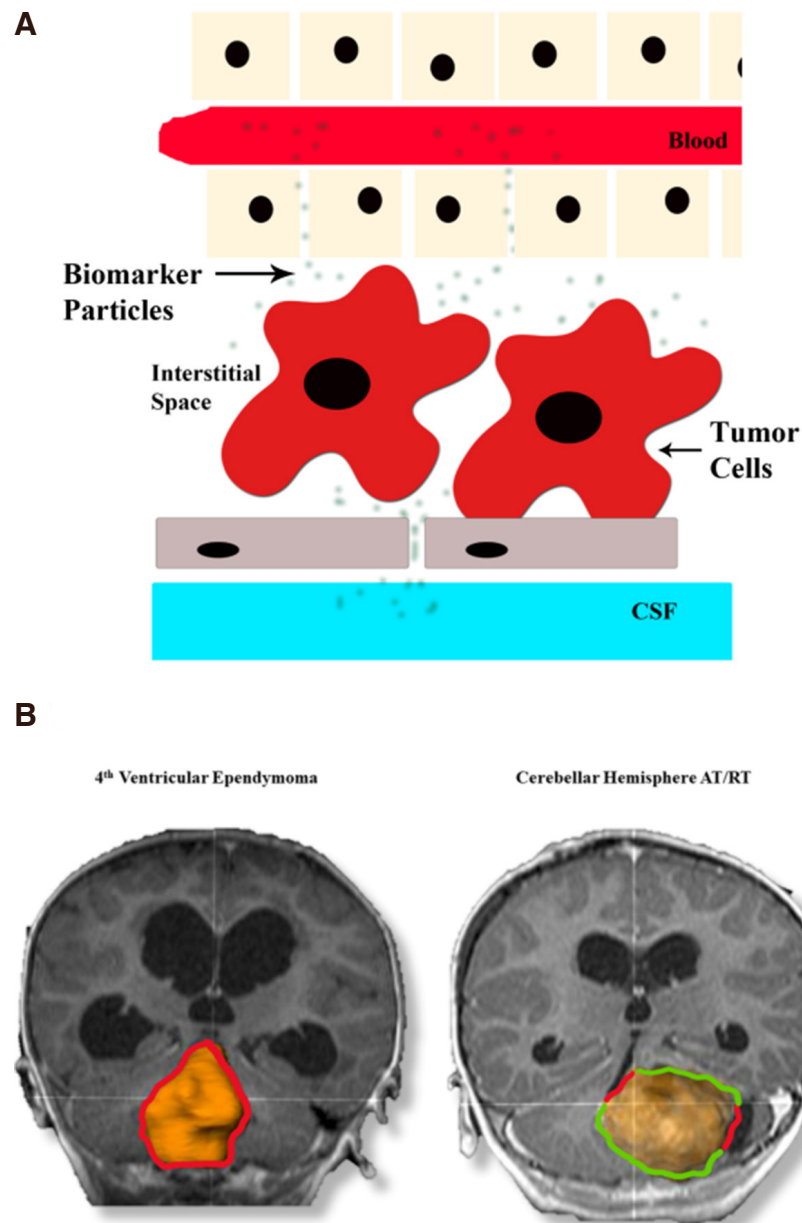 A
Blood
Biomarker
Particles
Interstitial
Space
Tumor
Cells
CSF
B
4th Ventricular Ependymoma
Cerebellar Hemisphere AT/RT